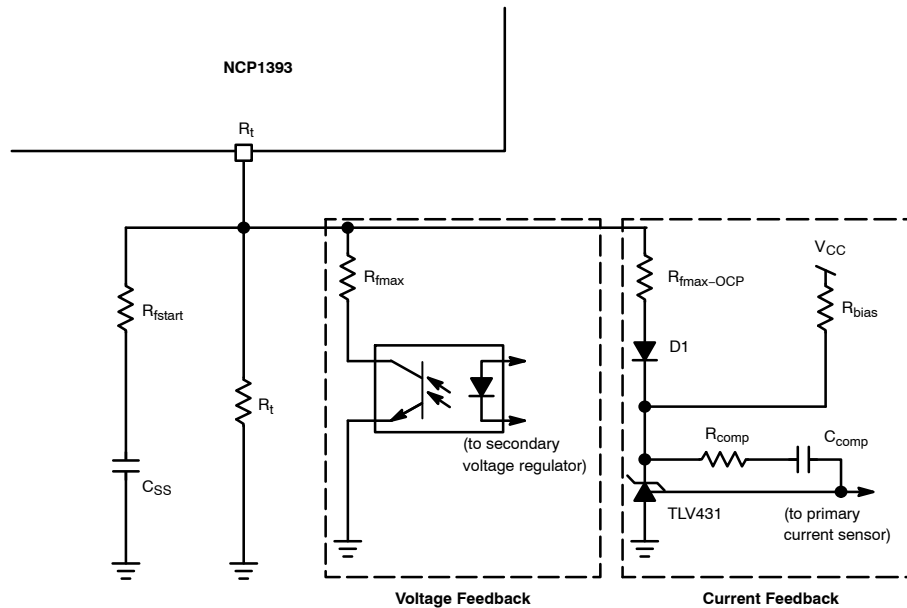 NCP1393
Rt
VCC
Rfmax
Rfmax–OCP
Rfstart
Rbias
D1
Rt
Rcomp
Ccomp
(to secondary
voltage regulator)
CSS
TLV431
(to primary
current sensor)
Voltage Feedback
Current Feedback